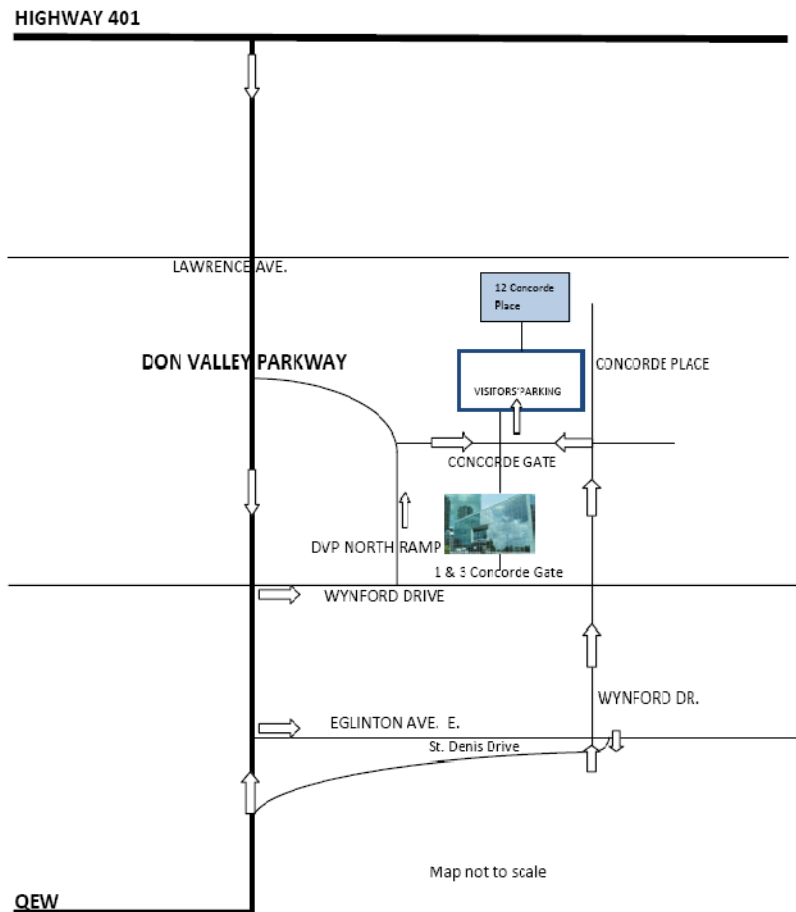 HIGHWAY 401
LAWRENCE AVE.
12 Concorde
Place
DON VALLEY PARKWAY
CONCORDE PLACE
VISITORS'PARKING
CONCORDE GATE
DVP NORTH RAMP
1 & 3 Concorde Gate
WYNFORD DRIVE
WYNFORD DR.
EGLINTON AVE. E.
St. Denis Drive
Map not to scale
QEW